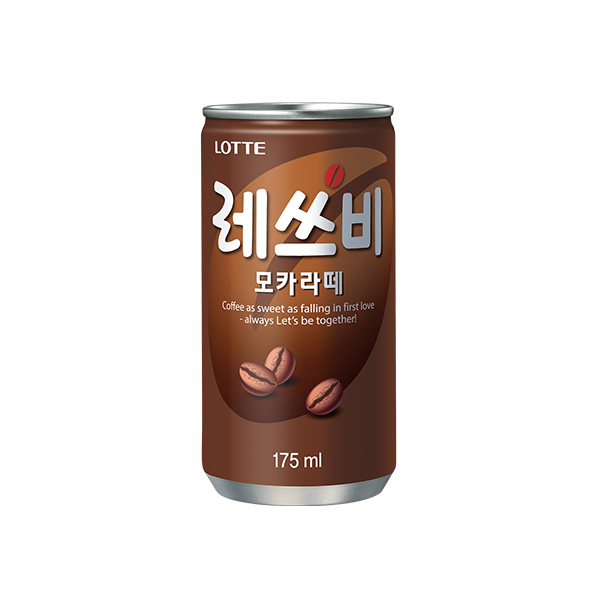 LOTTE
레쓰비
모카라떼
Coffee as sweet as falling in first love
- always Let's be together!
175 ml